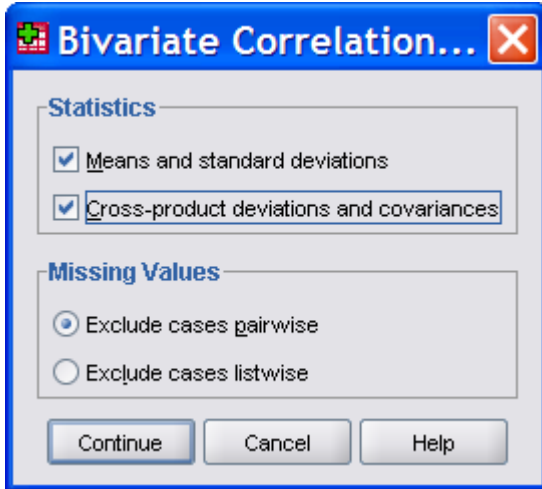 Bivariate Correlation...
Statistics
Means and standard deviations
Cross-product deviations and covariances
Missing Values
Exclude cases pairwise
Exclude cases listwise
Continue Cancel Help